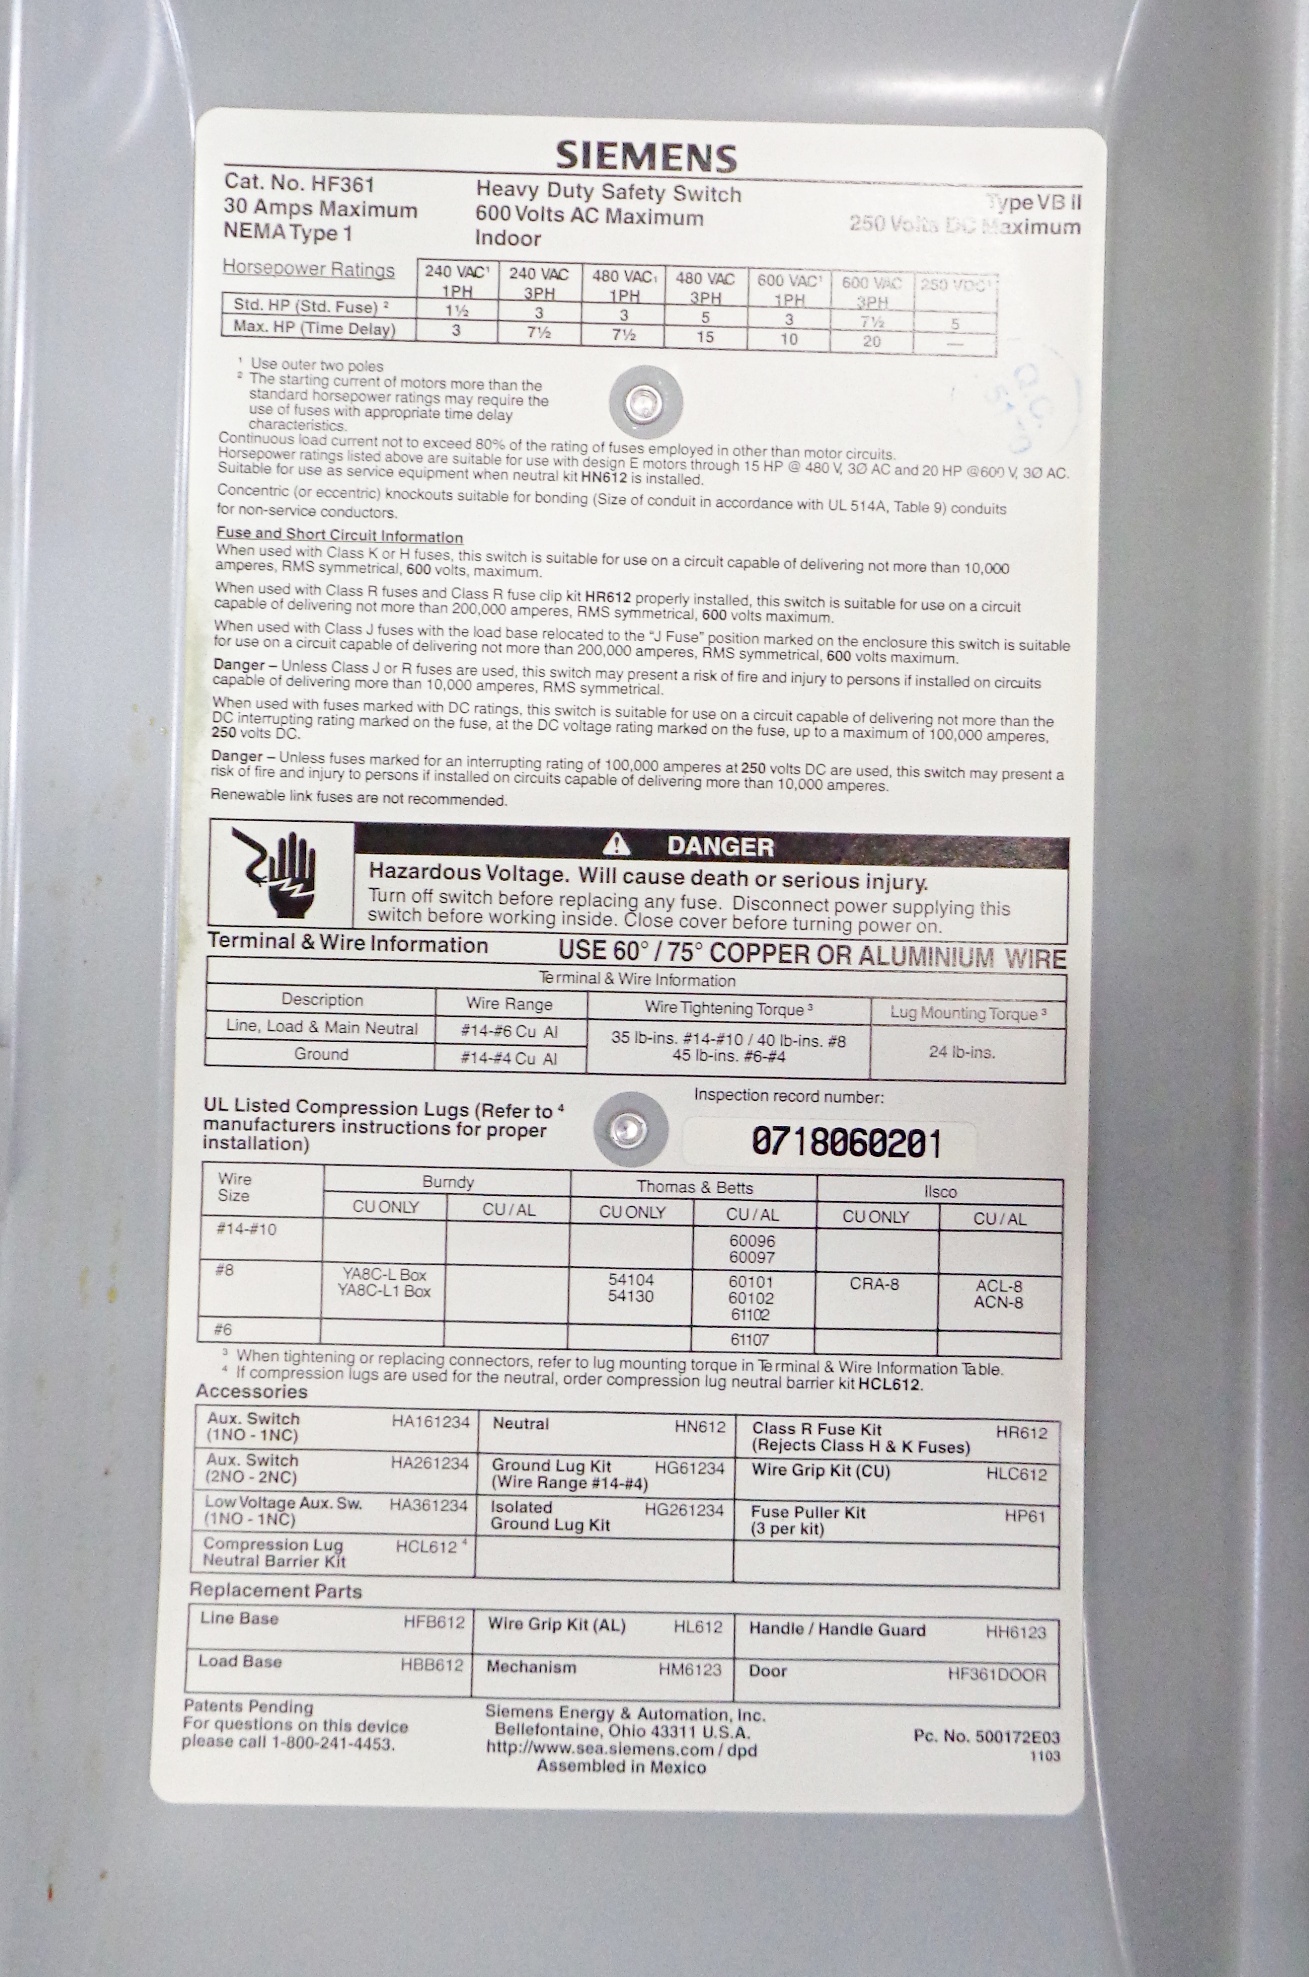 SIEMENS
Cat. No. HF361
30 Amps Maximum
NEMA Type 1
Heavy Duty Safety Switch
600 Volts AC Maximum
Indoor
Type VB II
250 Volts DC Maximum
Horsepower Ratings 240 VAC¹ 1PH 240 VAC 3PH 480 VAC₁ 1PH 480 VAC 3PH 600 VAC¹ 1PH 600 VAC 3PH 250 VDC¹
Std. HP (Std. Fuse) ² 1½ 3 3 5 3 7½ 5
Max. HP (Time Delay) 3 7½ 7½ 15 10 20 —
¹ Use outer two poles
² The starting current of motors more than the
standard horsepower ratings may require the
use of fuses with appropriate time delay
characteristics.
Continuous load current not to exceed 80% of the rating of fuses employed in other than motor circuits.
Horsepower ratings listed above are suitable for use with design E motors through 15 HP @ 480 V, 3Ø AC and 20 HP @600 V, 3Ø AC.
Suitable for use as service equipment when neutral kit HN612 is installed.
Concentric (or eccentric) knockouts suitable for bonding (Size of conduit in accordance with UL 514A, Table 9) conduits
for non-service conductors.
Fuse and Short Circuit Information
When used with Class K or H fuses, this switch is suitable for use on a circuit capable of delivering not more than 10,000
amperes, RMS symmetrical, 600 volts, maximum.
When used with Class R fuses and Class R fuse clip kit HR612 properly installed, this switch is suitable for use on a circuit
capable of delivering not more than 200,000 amperes, RMS symmetrical, 600 volts maximum.
When used with Class J fuses with the load base relocated to the “J Fuse” position marked on the enclosure this switch is suitable
for use on a circuit capable of delivering not more than 200,000 amperes, RMS symmetrical, 600 volts maximum.
Danger – Unless Class J or R fuses are used, this switch may present a risk of fire and injury to persons if installed on circuits
capable of delivering more than 10,000 amperes, RMS symmetrical.
When used with fuses marked with DC ratings, this switch is suitable for use on a circuit capable of delivering not more than the
DC interrupting rating marked on the fuse, at the DC voltage rating marked on the fuse, up to a maximum of 100,000 amperes,
250 volts DC.
Danger – Unless fuses marked for an interrupting rating of 100,000 amperes at 250 volts DC are used, this switch may present a
risk of fire and injury to persons if installed on circuits capable of delivering more than 10,000 amperes.
Renewable link fuses are not recommended.
DANGER
Hazardous Voltage. Will cause death or serious injury.
Turn off switch before replacing any fuse. Disconnect power supplying this
switch before working inside. Close cover before turning power on.
Terminal & Wire Information USE 60° / 75° COPPER OR ALUMINIUM WIRE
Terminal & Wire Information
Description Wire Range Wire Tightening Torque ³ Lug Mounting Torque ³
Line, Load & Main Neutral #14-#6 Cu Al 35 lb-ins. #14-#10 / 40 lb-ins. #8
45 lb-ins. #6-#4 24 lb-ins.
Ground #14-#4 Cu Al
UL Listed Compression Lugs (Refer to ⁴
manufacturers instructions for proper
installation)
Inspection record number:
0718060201
Wire Size Burndy Thomas & Betts Ilsco
CU ONLY CU / AL CU ONLY CU / AL CU ONLY CU / AL
#14-#10 60096
60097
#8 YA8C-L Box 54104 60101 CRA-8 ACL-8
YA8C-L1 Box 54130 60102 ACN-8
61102
#6 61107
³ When tightening or replacing connectors, refer to lug mounting torque in Terminal & Wire Information Table.
⁴ If compression lugs are used for the neutral, order compression lug neutral barrier kit HCL612.
Accessories
Aux. Switch HA161234 Neutral HN612 Class R Fuse Kit HR612
(1NO - 1NC) (Rejects Class H & K Fuses)
Aux. Switch HA261234 Ground Lug Kit HG61234 Wire Grip Kit (CU) HLC612
(2NO - 2NC) (Wire Range #14-#4)
Low Voltage Aux. Sw. HA361234 Isolated HG261234 Fuse Puller Kit HP61
(1NO - 1NC) Ground Lug Kit (3 per kit)
Compression Lug HCL612 ⁴
Neutral Barrier Kit
Replacement Parts
Line Base HFB612 Wire Grip Kit (AL) HL612 Handle / Handle Guard HH6123
Load Base HBB612 Mechanism HM6123 Door HF361DOOR
Patents Pending
For questions on this device
please call 1-800-241-4453.
Siemens Energy & Automation, Inc.
Bellefontaine, Ohio 43311 U.S.A.
http://www.sea.siemens.com / dpd
Assembled in Mexico
Pc. No. 500172E03
1103